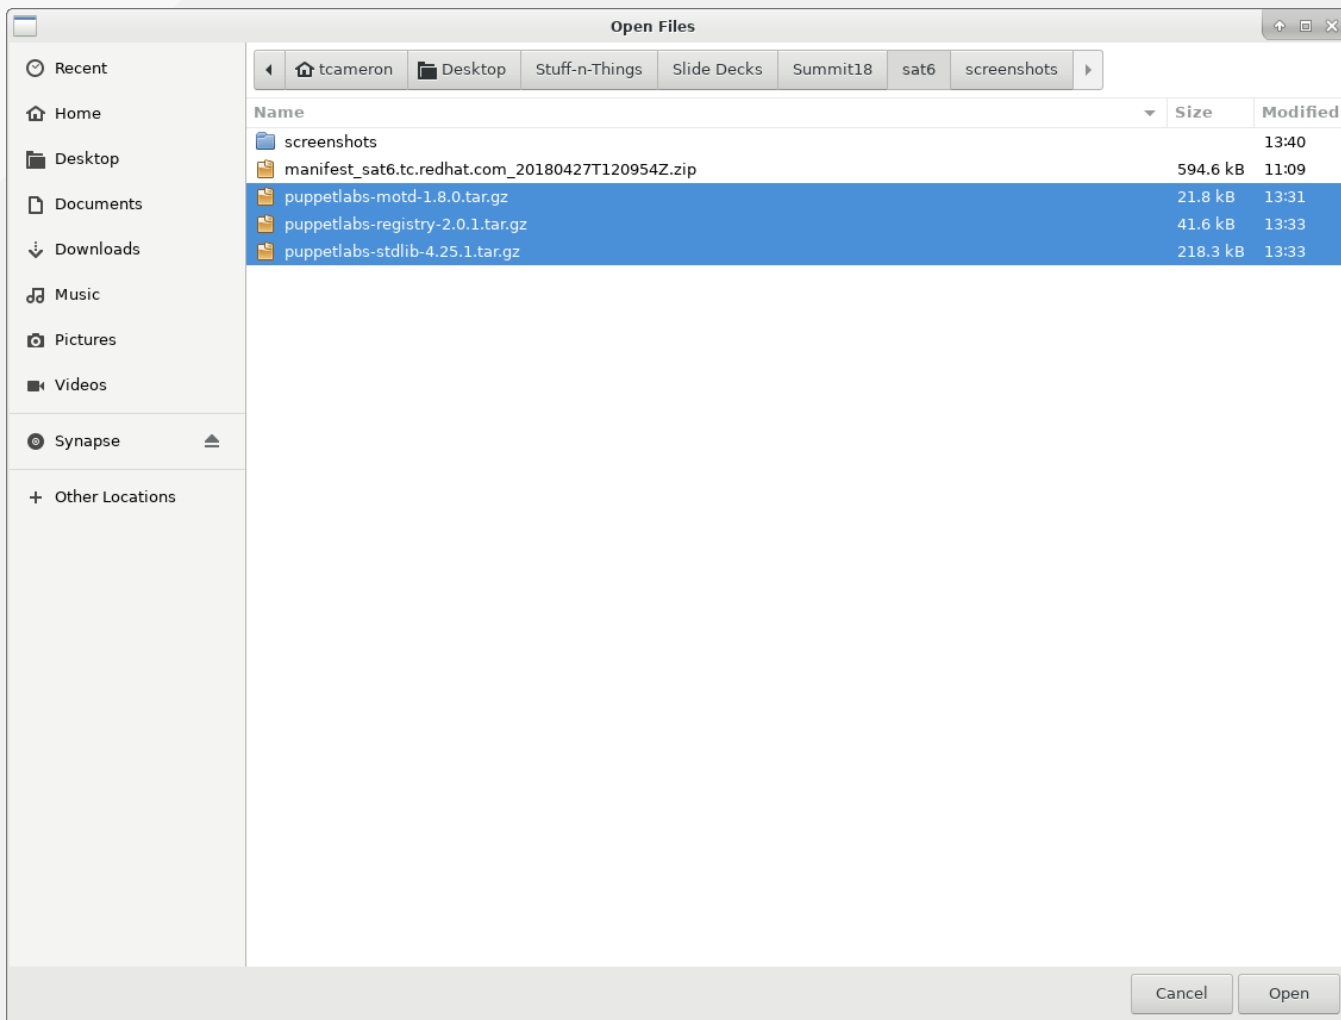 Open Files
Recent
Home
Desktop
Documents
Downloads
Music
Pictures
Videos
Synapse
Other Locations
tcameron Desktop Stuff-n-Things Slide Decks Summit18 sat6 screenshots
Name Size Modified
screenshots 13:40
manifest_sat6.tc.redhat.com_20180427T120954Z.zip 594.6 kB 11:09
puppetlabs-motd-1.8.0.tar.gz 21.8 kB 13:31
puppetlabs-registry-2.0.1.tar.gz 41.6 kB 13:33
puppetlabs-stdlib-4.25.1.tar.gz 218.3 kB 13:33
Cancel Open